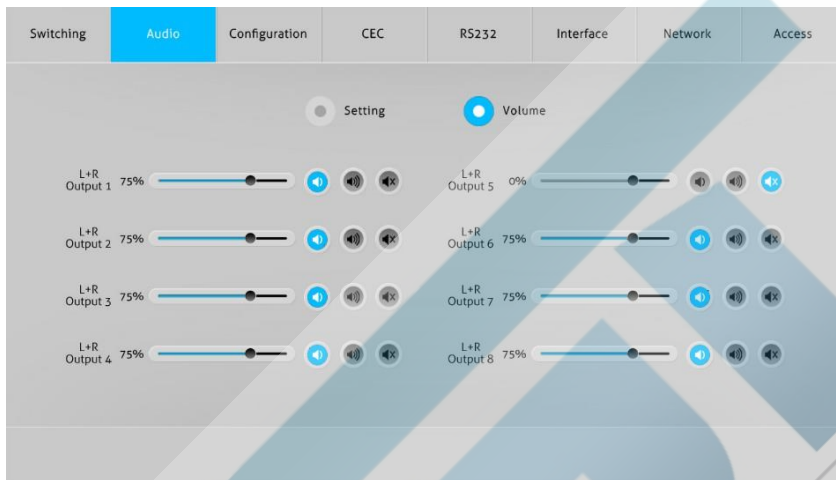 Switching Audio Configuration CEC RS232 Interface Network Access
Setting Volume
L+R
Output 1 75%
L+R
Output 5 0%
L+R
Output 2 75%
L+R
Output 6 75%
L+R
Output 3 75%
L+R
Output 7 75%
L+R
Output 4 75%
L+R
Output 8 75%